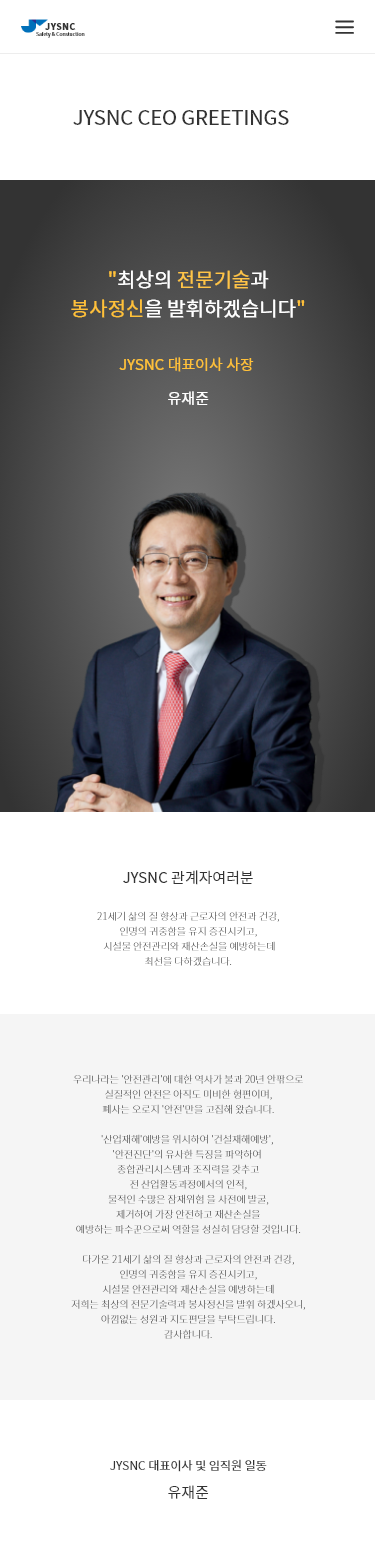 JYSNC
Safety & Constuction
JYSNC CEO GREETINGS
"최상의 전문기술과
봉사정신을 발휘하겠습니다"
JYSNC 대표이사 사장
유재준
JYSNC 관계자여러분
21세기 삶의 질 향상과 근로자의 안전과 건강,
인명의 귀중함을 유지 증진시키고,
시설물 안전관리와 재산손실을 예방하는데
최선을 다하겠습니다.
우리나라는 '안전관리'에 대한 역사가 불과 20년 안팎으로
실질적인 안전은 아직도 미비한 형편이며,
폐사는 오로지 '안전'만을 고집해 왔습니다.
'산업재해'예방을 위시하여 '건설재해예방',
'안전진단'의 유사한 특징을 파악하여
종합관리시스템과 조직력을 갖추고
전 산업활동과정에서의 인적,
물적인 수많은 잠재위험 을 사전에 발굴,
제거하여 가장 안전하고 재산손실을
예방하는 파수꾼으로써 역할을 성실히 담당할 것입니다.
다가온 21세기 삶의 질 향상과 근로자의 안전과 건강,
인명의 귀중함을 유지 증진시키고,
시설물 안전관리와 재산손실을 예방하는데
저희는 최상의 전문기술력과 봉사정신을 발휘 하겠사오니,
아낌없는 성원과 지도편달을 부탁드립니다.
감사합니다.
JYSNC 대표이사 및 임직원 일동
유재준